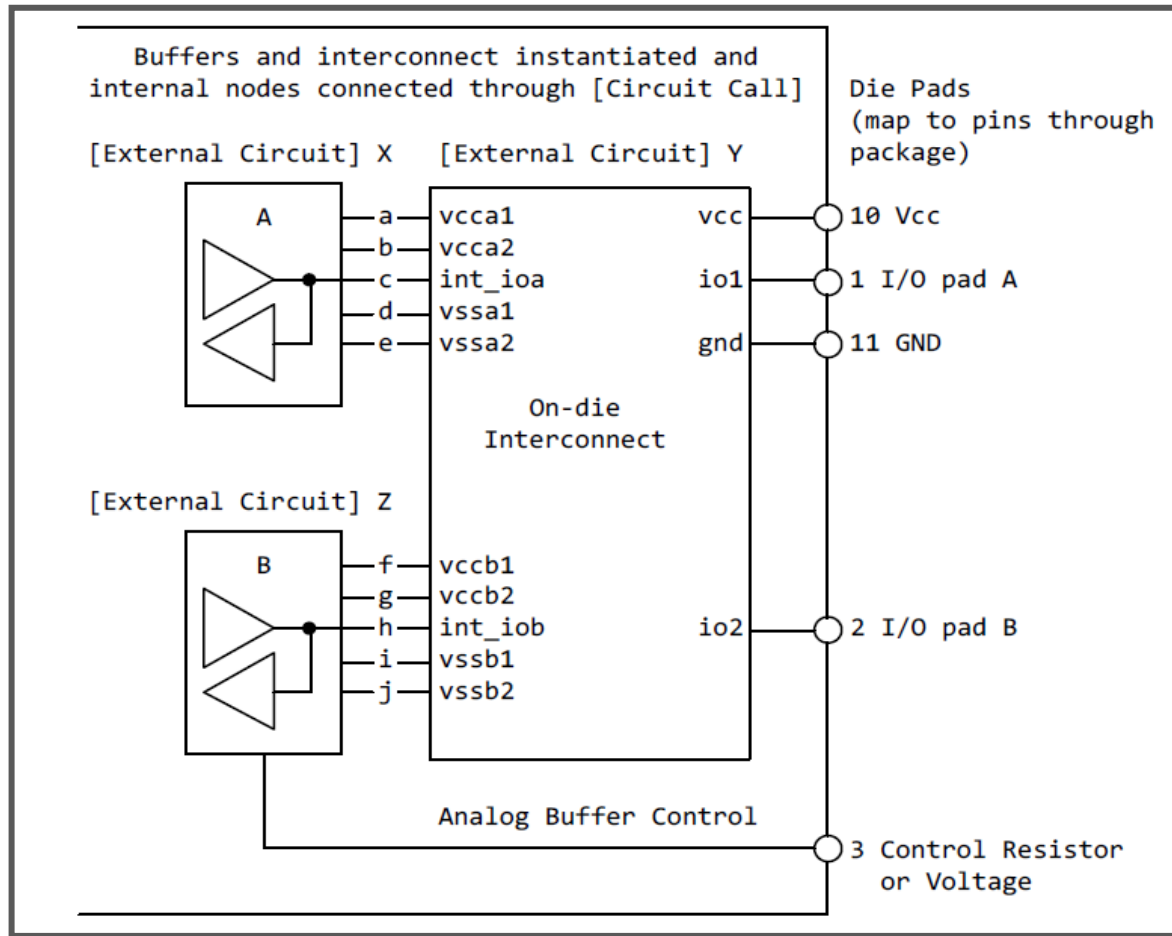 Buffers and interconnect instantiated and
internal nodes connected through [Circuit Call]
Die Pads
(map to pins through
package)
[External Circuit] X
[External Circuit] Y
A
a
b
c
d
e
vcca1
vcca2
int_ioa
vssa1
vssa2
vcc
io1
gnd
10 Vcc
1 I/O pad A
11 GND
On-die
Interconnect
[External Circuit] Z
B
f
g
h
i
j
vccb1
vccb2
int_iob
vssb1
vssb2
io2
2 I/O pad B
Analog Buffer Control
3 Control Resistor
or Voltage